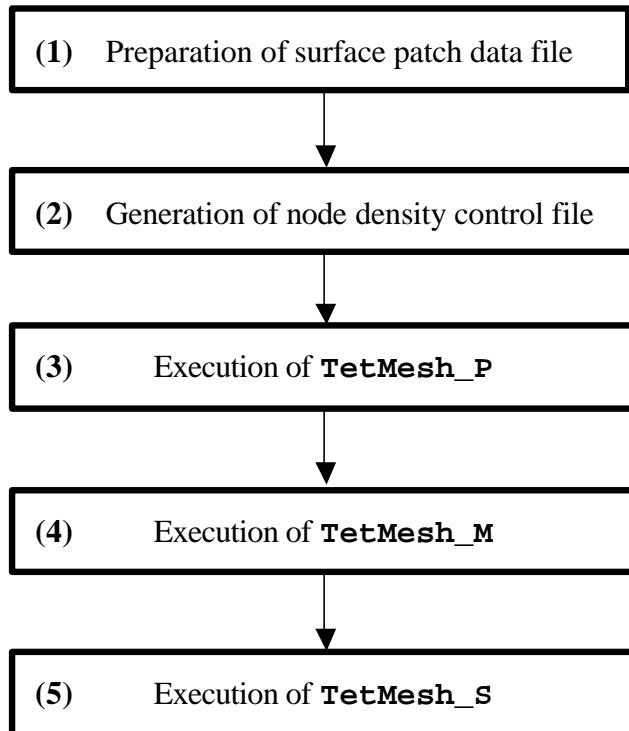 (1) Preparation of surface patch data file
(2) Generation of node density control file
(3) Execution of TetMesh_P
(4) Execution of TetMesh_M
(5) Execution of TetMesh_S